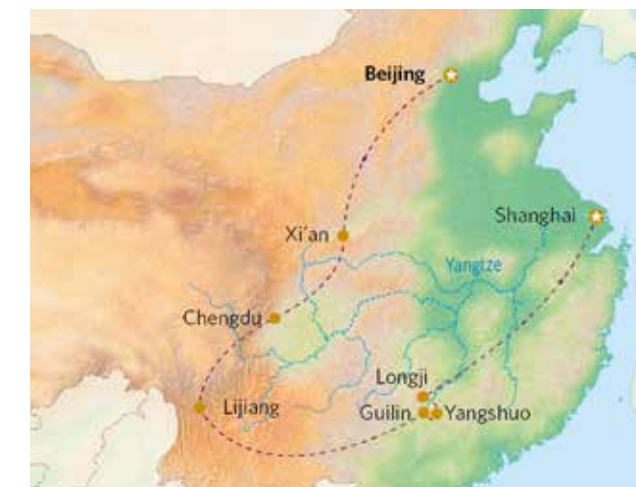 Beijing
Shanghai
Xi'an
Yangtze
Chengdu
Longji
Lijiang
Guilin
Yangshuo